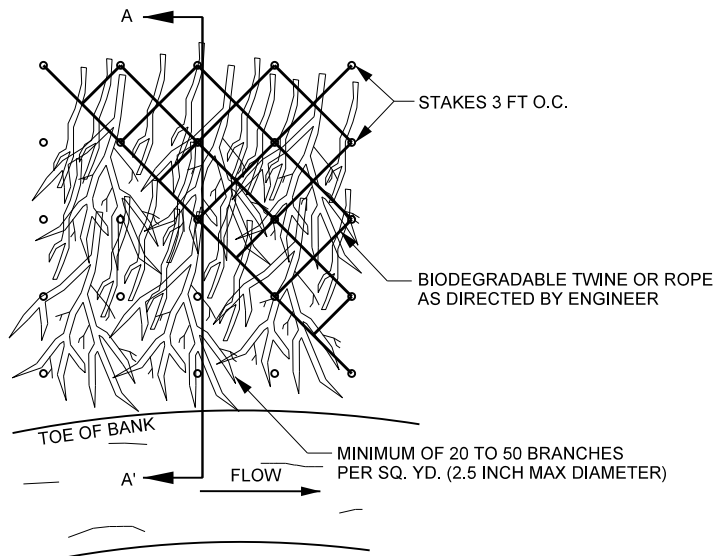 A
STAKES 3 FT O.C.
BIODEGRADABLE TWINE OR ROPE
AS DIRECTED BY ENGINEER
TOE OF BANK
MINIMUM OF 20 TO 50 BRANCHES
PER SQ. YD. (2.5 INCH MAX DIAMETER)
A'
FLOW